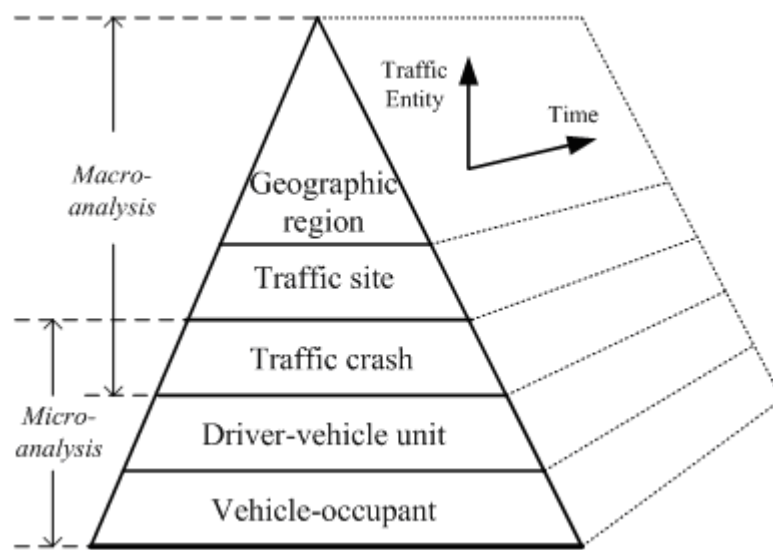 Traffic
Entity
Time
Macro-
analysis
Geographic
region
Traffic site
Traffic crash
Micro-
analysis
Driver-vehicle unit
Vehicle-occupant